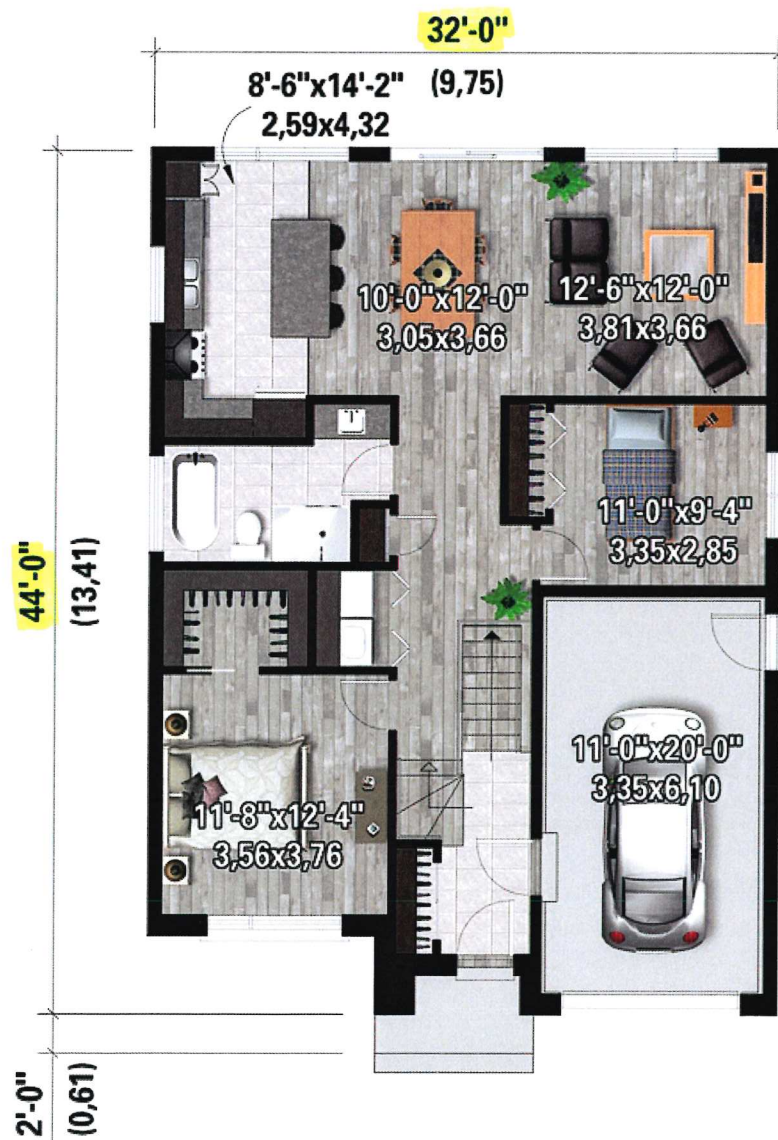 32'-0"
(9,75)
8'-6"x14'-2"
2,59x4,32
10'-0"x12'-0"
3,05x3,66
12'-6"x12'-0"
3,81x3,66
11'-0"x9'-4"
3,35x2,85
44'-0"
(13,41)
11'-0"x20'-0"
3,35x6,10
11'-8"x12'-4"
3,56x3,76
2'-0"
(0,61)